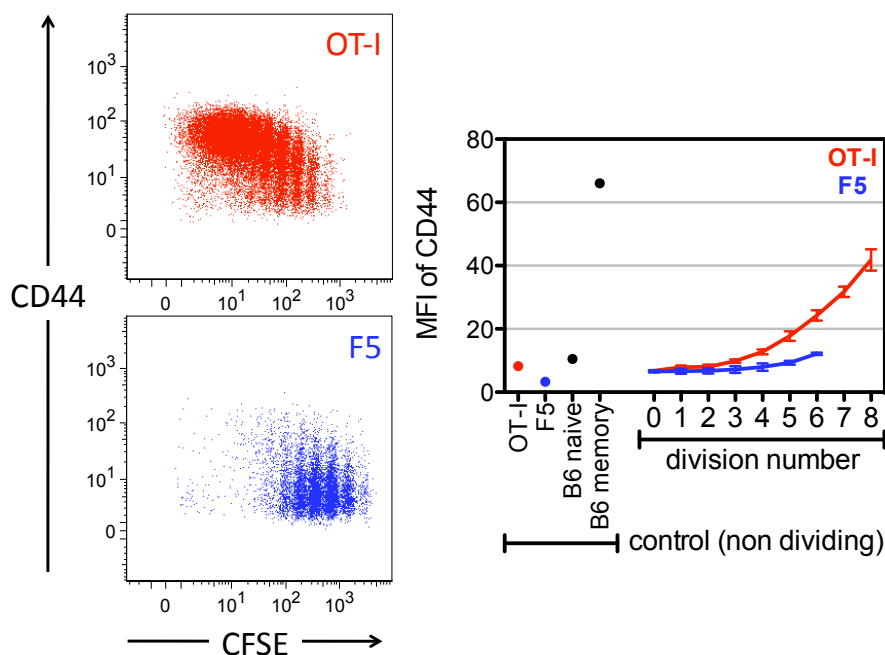 OT-I
10³
10²
10¹
0
0
10¹
10²
10³
CD44
F5
10³
10²
10¹
0
0
10¹
10²
10³
CFSE
80
60
40
20
0
MFI of CD44
OT-I
F5
OT-I
F5
B6 naive
B6 memory
0 1 2 3 4 5 6 7 8
division number
control (non dividing)